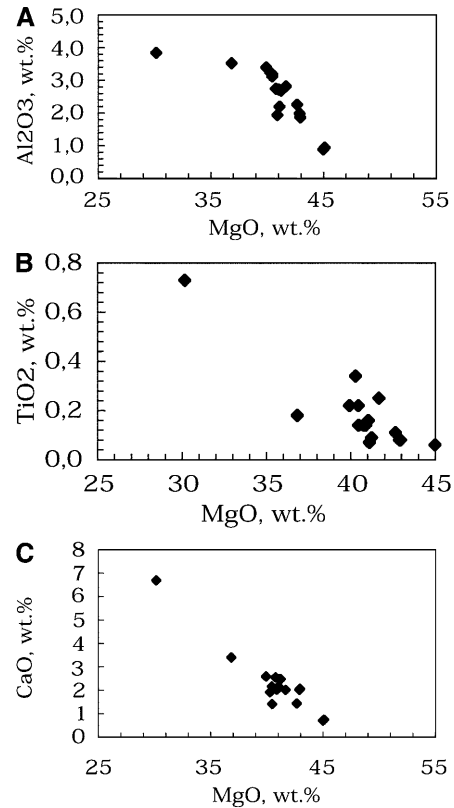 A
5,0
4,0
3,0
2,0
1,0
0,0
Al2O3, wt.%
25 35 45 55
MgO, wt.%
B
0,8
0,6
0,4
0,2
0,0
TiO2, wt.%
25 30 35 40 45
MgO, wt.%
C
8
7
6
5
4
3
2
1
0
CaO, wt.%
25 35 45 55
MgO, wt.%